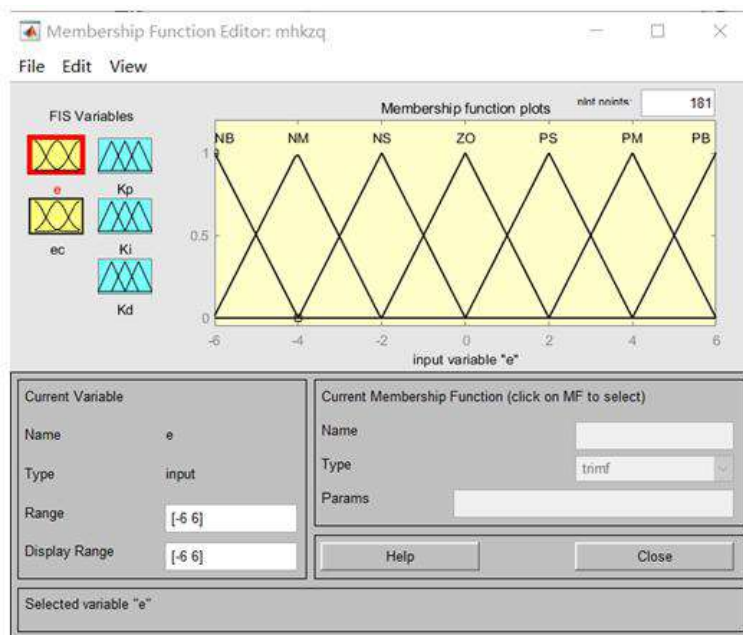 Membership Function Editor: mhkzq
File Edit View
FIS Variables
e
Kp
ec
Ki
Kd
Membership function plots
plot points:
181
NB NM NS ZO PS PM PB
1
0.5
0
-6 -4 -2 0 2 4 6
input variable "e"
Current Variable
Name e
Type input
Range [-6 6]
Display Range [-6 6]
Current Membership Function (click on MF to select)
Name
Type trimf
Params
Help Close
Selected variable "e"